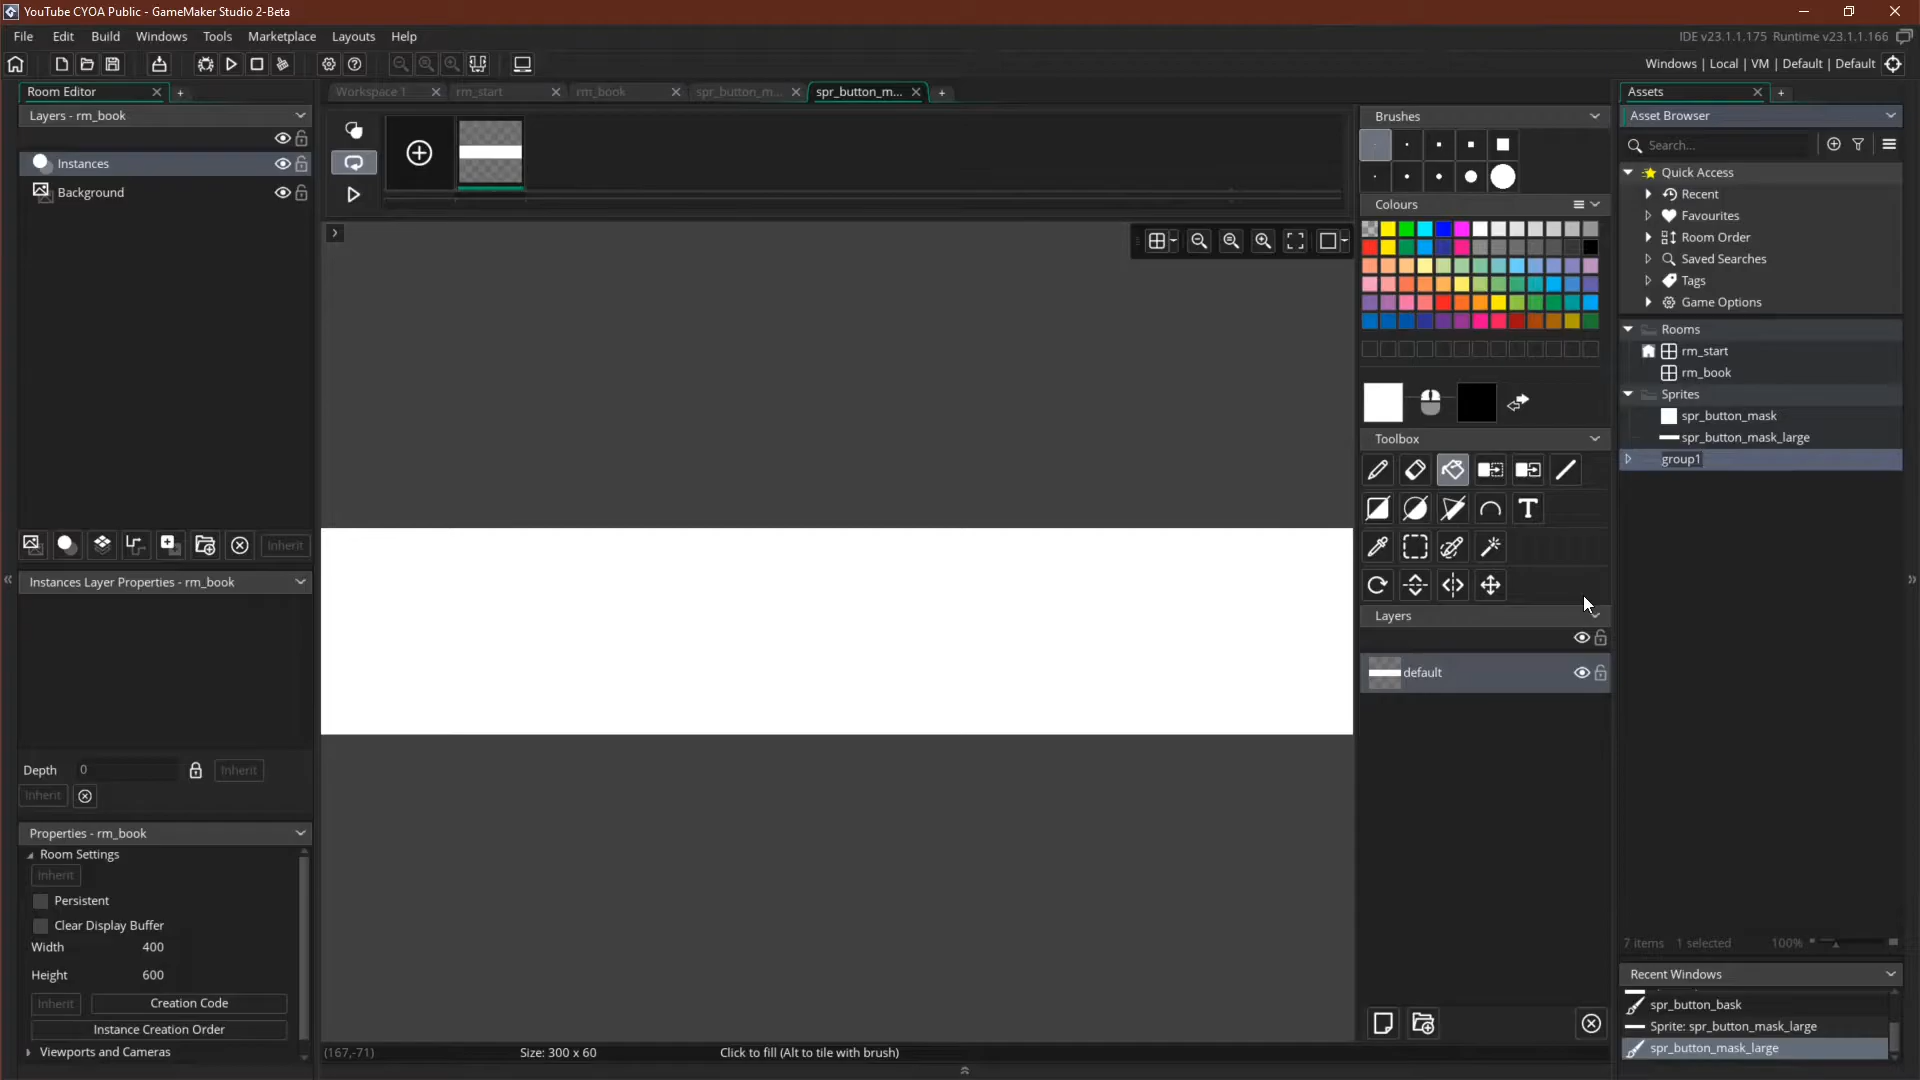 YouTube CYOA Public - GameMaker Studio 2-Beta
File Edit Build Windows Tools Marketplace Layouts Help
IDE v23.1.1.175 Runtime v23.1.1.166
Windows | Local | VM | Default | Default
Room Editor
Workspace 1
rm_start
rm_book
spr_button_m...
spr_button_m...
Assets
Layers - rm_book
Instances
Background
Inherit
Instances Layer Properties - rm_book
Depth 0 Inherit
Inherit
Properties - rm_book
Room Settings
Inherit
Persistent
Clear Display Buffer
Width 400
Height 600
Inherit Creation Code
Instance Creation Order
Viewports and Cameras
(167,-71) Size: 300 x 60 Click to fill (Alt to tile with brush)
Brushes
Colours
Toolbox
T
Layers
default
Asset Browser
Search...
Quick Access
Recent
Favourites
Room Order
Saved Searches
Tags
Game Options
Rooms
rm_start
rm_book
Sprites
spr_button_mask
spr_button_mask_large
group1
7 items 1 selected 100%
Recent Windows
spr_button_bask
Sprite: spr_button_mask_large
spr_button_mask_large